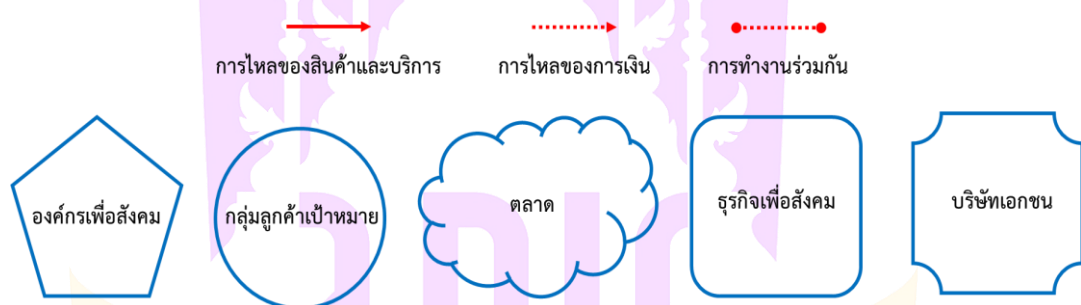 การไหลของสินค้าและบริการ
การไหลของการเงิน
การทำงานร่วมกัน
องค์กรเพื่อสังคม
กลุ่มลูกค้าเป้าหมาย
ตลาด
ธุรกิจเพื่อสังคม
บริษัทเอกชน